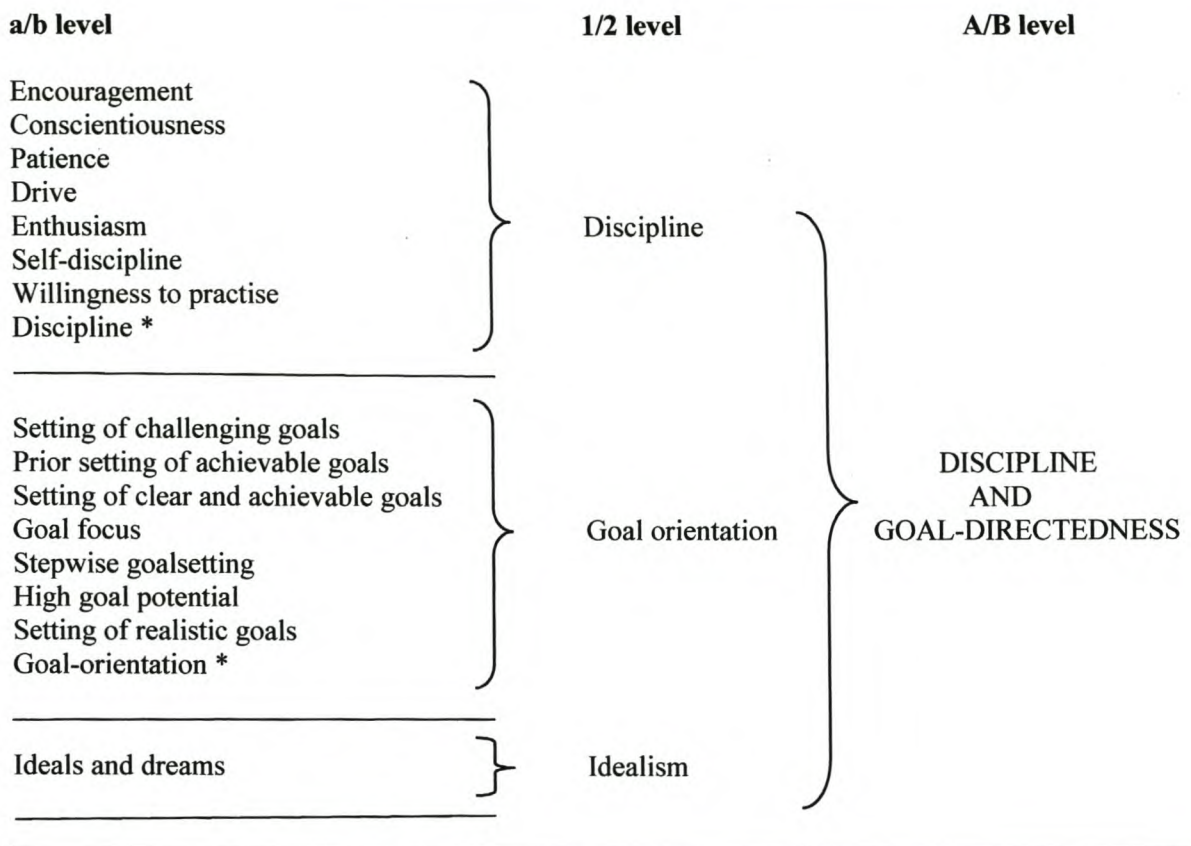 a/b level 1/2 level A/B level
Encouragement
Conscientiousness
Patience
Drive
Enthusiasm
Self-discipline
Willingness to practise
Discipline *
Discipline
Setting of challenging goals
Prior setting of achievable goals
Setting of clear and achievable goals
Goal focus
Stepwise goalsetting
High goal potential
Setting of realistic goals
Goal-orientation *
Goal orientation
Ideals and dreams
Idealism
DISCIPLINE
AND
GOAL-DIRECTEDNESS